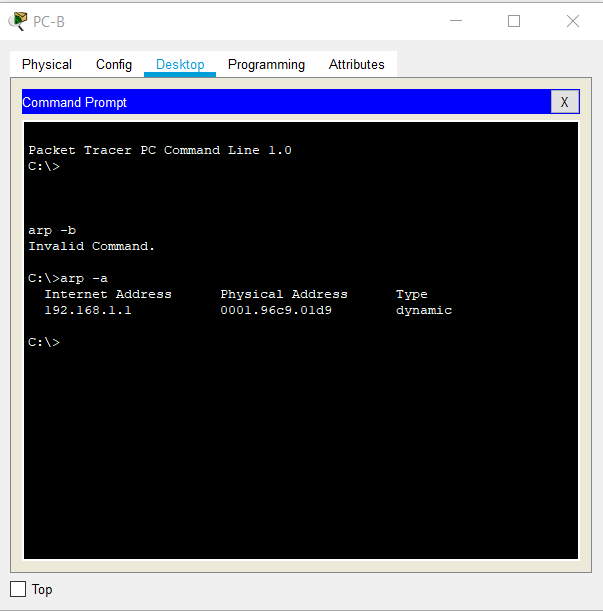 PC-B
Physical Config Desktop Programming Attributes
Command Prompt X
Packet Tracer PC Command Line 1.0
C:\>
arp -b
Invalid Command.
C:\>arp -a
Internet Address Physical Address Type
192.168.1.1 0001.96c9.01d9 dynamic
C:\>
Top